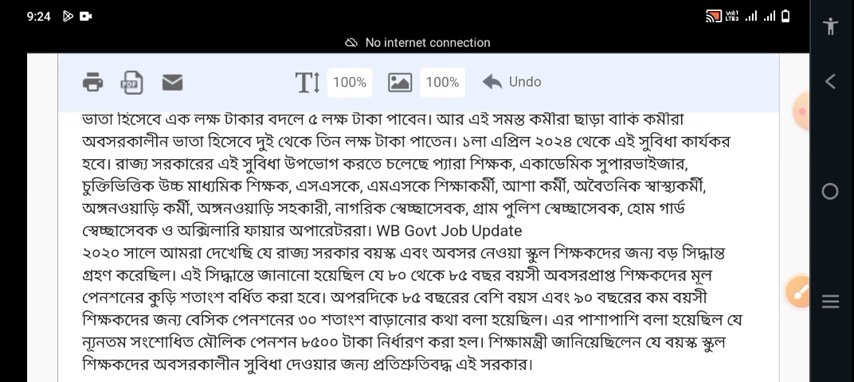 9:24
Vo1) LTE2
No internet connection
100%
100%
Undo
PDF
ভাতা হিসেবে এক লক্ষ টাকার বদলে ৫ লক্ষ টাকা পাবেন। আর এই সমস্ত কর্মীরা ছাড়া বাকি কর্মীরা
অবসরকালীন ভাতা হিসেবে দুই থেকে তিন লক্ষ টাকা পাতেন। ১লা এপ্রিল ২০২৪ থেকে এই সুবিধা কার্যকর
হবে। রাজ্য সরকারের এই সুবিধা উপভোগ করতে চলেছে প্যারা শিক্ষক, একাডেমিক সুপারভাইজার,
চুক্তিভিত্তিক উচ্চ মাধ্যমিক শিক্ষক, এসএসকে, এমএসকে শিক্ষাকর্মী, আশা কর্মী, অবৈতনিক স্বাস্থ্যকর্মী,
অঙ্গনওয়াড়ি কর্মী, অঙ্গনওয়াড়ি সহকারী, নাগরিক স্বেচ্ছাসেবক, গ্রাম পুলিশ স্বেচ্ছাসেবক, হোম গার্ড
স্বেচ্ছাসেবক ও অক্সিলারি ফায়ার অপারেটররা। WB Govt Job Update
২০২০ সালে আমরা দেখেছি যে রাজ্য সরকার বয়স্ক এবং অবসর নেওয়া স্কুল শিক্ষকদের জন্য বড় সিদ্ধান্ত
গ্রহণ করেছিল। এই সিদ্ধান্তে জানানো হয়েছিল যে ৮০ থেকে ৮৫ বছর বয়সী অবসরপ্রাপ্ত শিক্ষকদের মূল
পেনশনের কুড়ি শতাংশ বর্ধিত করা হবে। অপরদিকে ৮৫ বছরের বেশি বয়স এবং ৯০ বছরের কম বয়সী
শিক্ষকদের জন্য বেসিক পেনশনের ৩০ শতাংশ বাড়ানোর কথা বলা হয়েছিল। এর পাশাপাশি বলা হয়েছিল যে
ন্যূনতম সংশোধিত মৌলিক পেনশন ৮৫০০ টাকা নির্ধারণ করা হল। শিক্ষামন্ত্রী জানিয়েছিলেন যে বয়স্ক স্কুল
শিক্ষকদের অবসরকালীন সুবিধা দেওয়ার জন্য প্রতিশ্রুতিবদ্ধ এই সরকার।